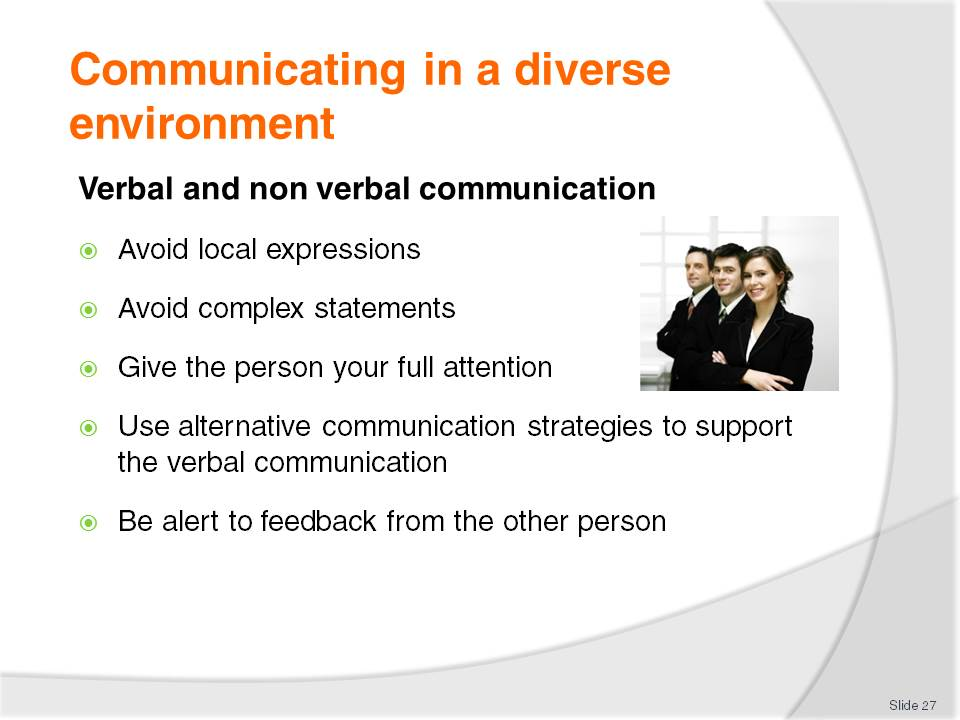 Communicating in a diverse
environment
Verbal and non verbal communication
Avoid local expressions
Avoid complex statements
Give the person your full attention
Use alternative communication strategies to support
the verbal communication
Be alert to feedback from the other person
Slide 27